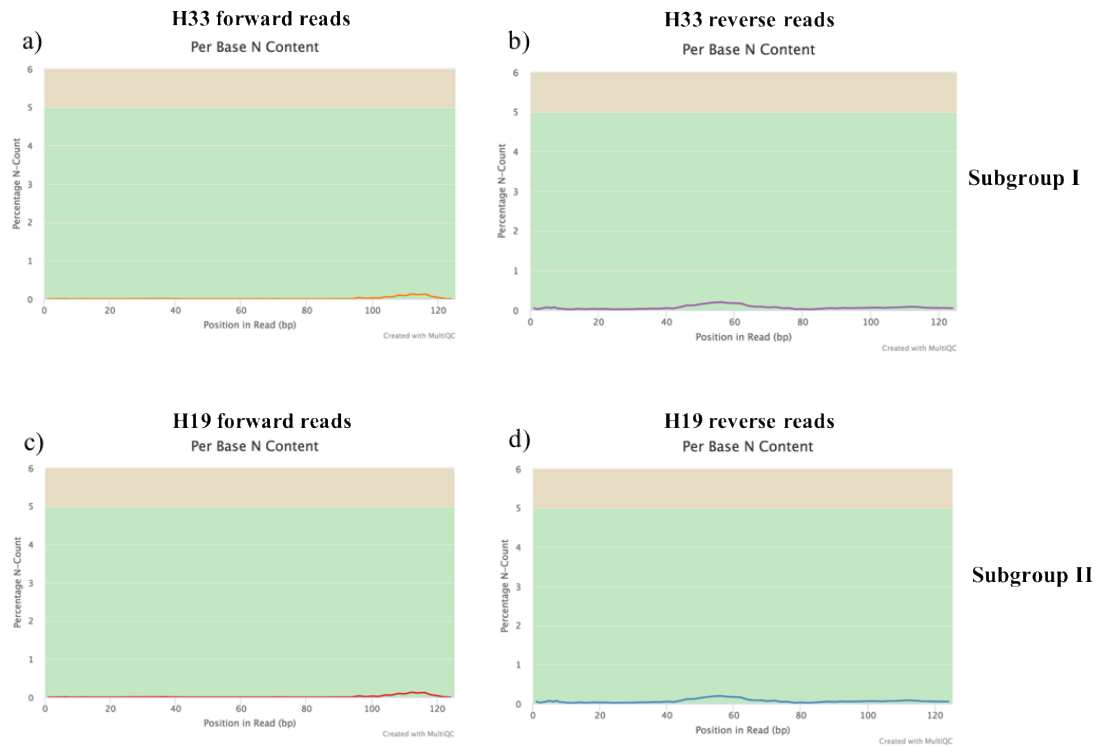 H33 forward reads
a)
Per Base N Content
6
5
4
3
2
1
0
Percentage N-Count
0 20 40 60 80 100 120
Position in Read (bp)
Created with MultiQC
H33 reverse reads
b)
Per Base N Content
6
5
4
3
2
1
0
Percentage N-Count
0 20 40 60 80 100 120
Position in Read (bp)
Created with MultiQC
Subgroup I
H19 forward reads
c)
Per Base N Content
6
5
4
3
2
1
0
Percentage N-Count
0 20 40 60 80 100 120
Position in Read (bp)
Created with MultiQC
H19 reverse reads
d)
Per Base N Content
6
5
4
3
2
1
0
Percentage N-Count
0 20 40 60 80 100 120
Position in Read (bp)
Created with MultiQC
Subgroup II